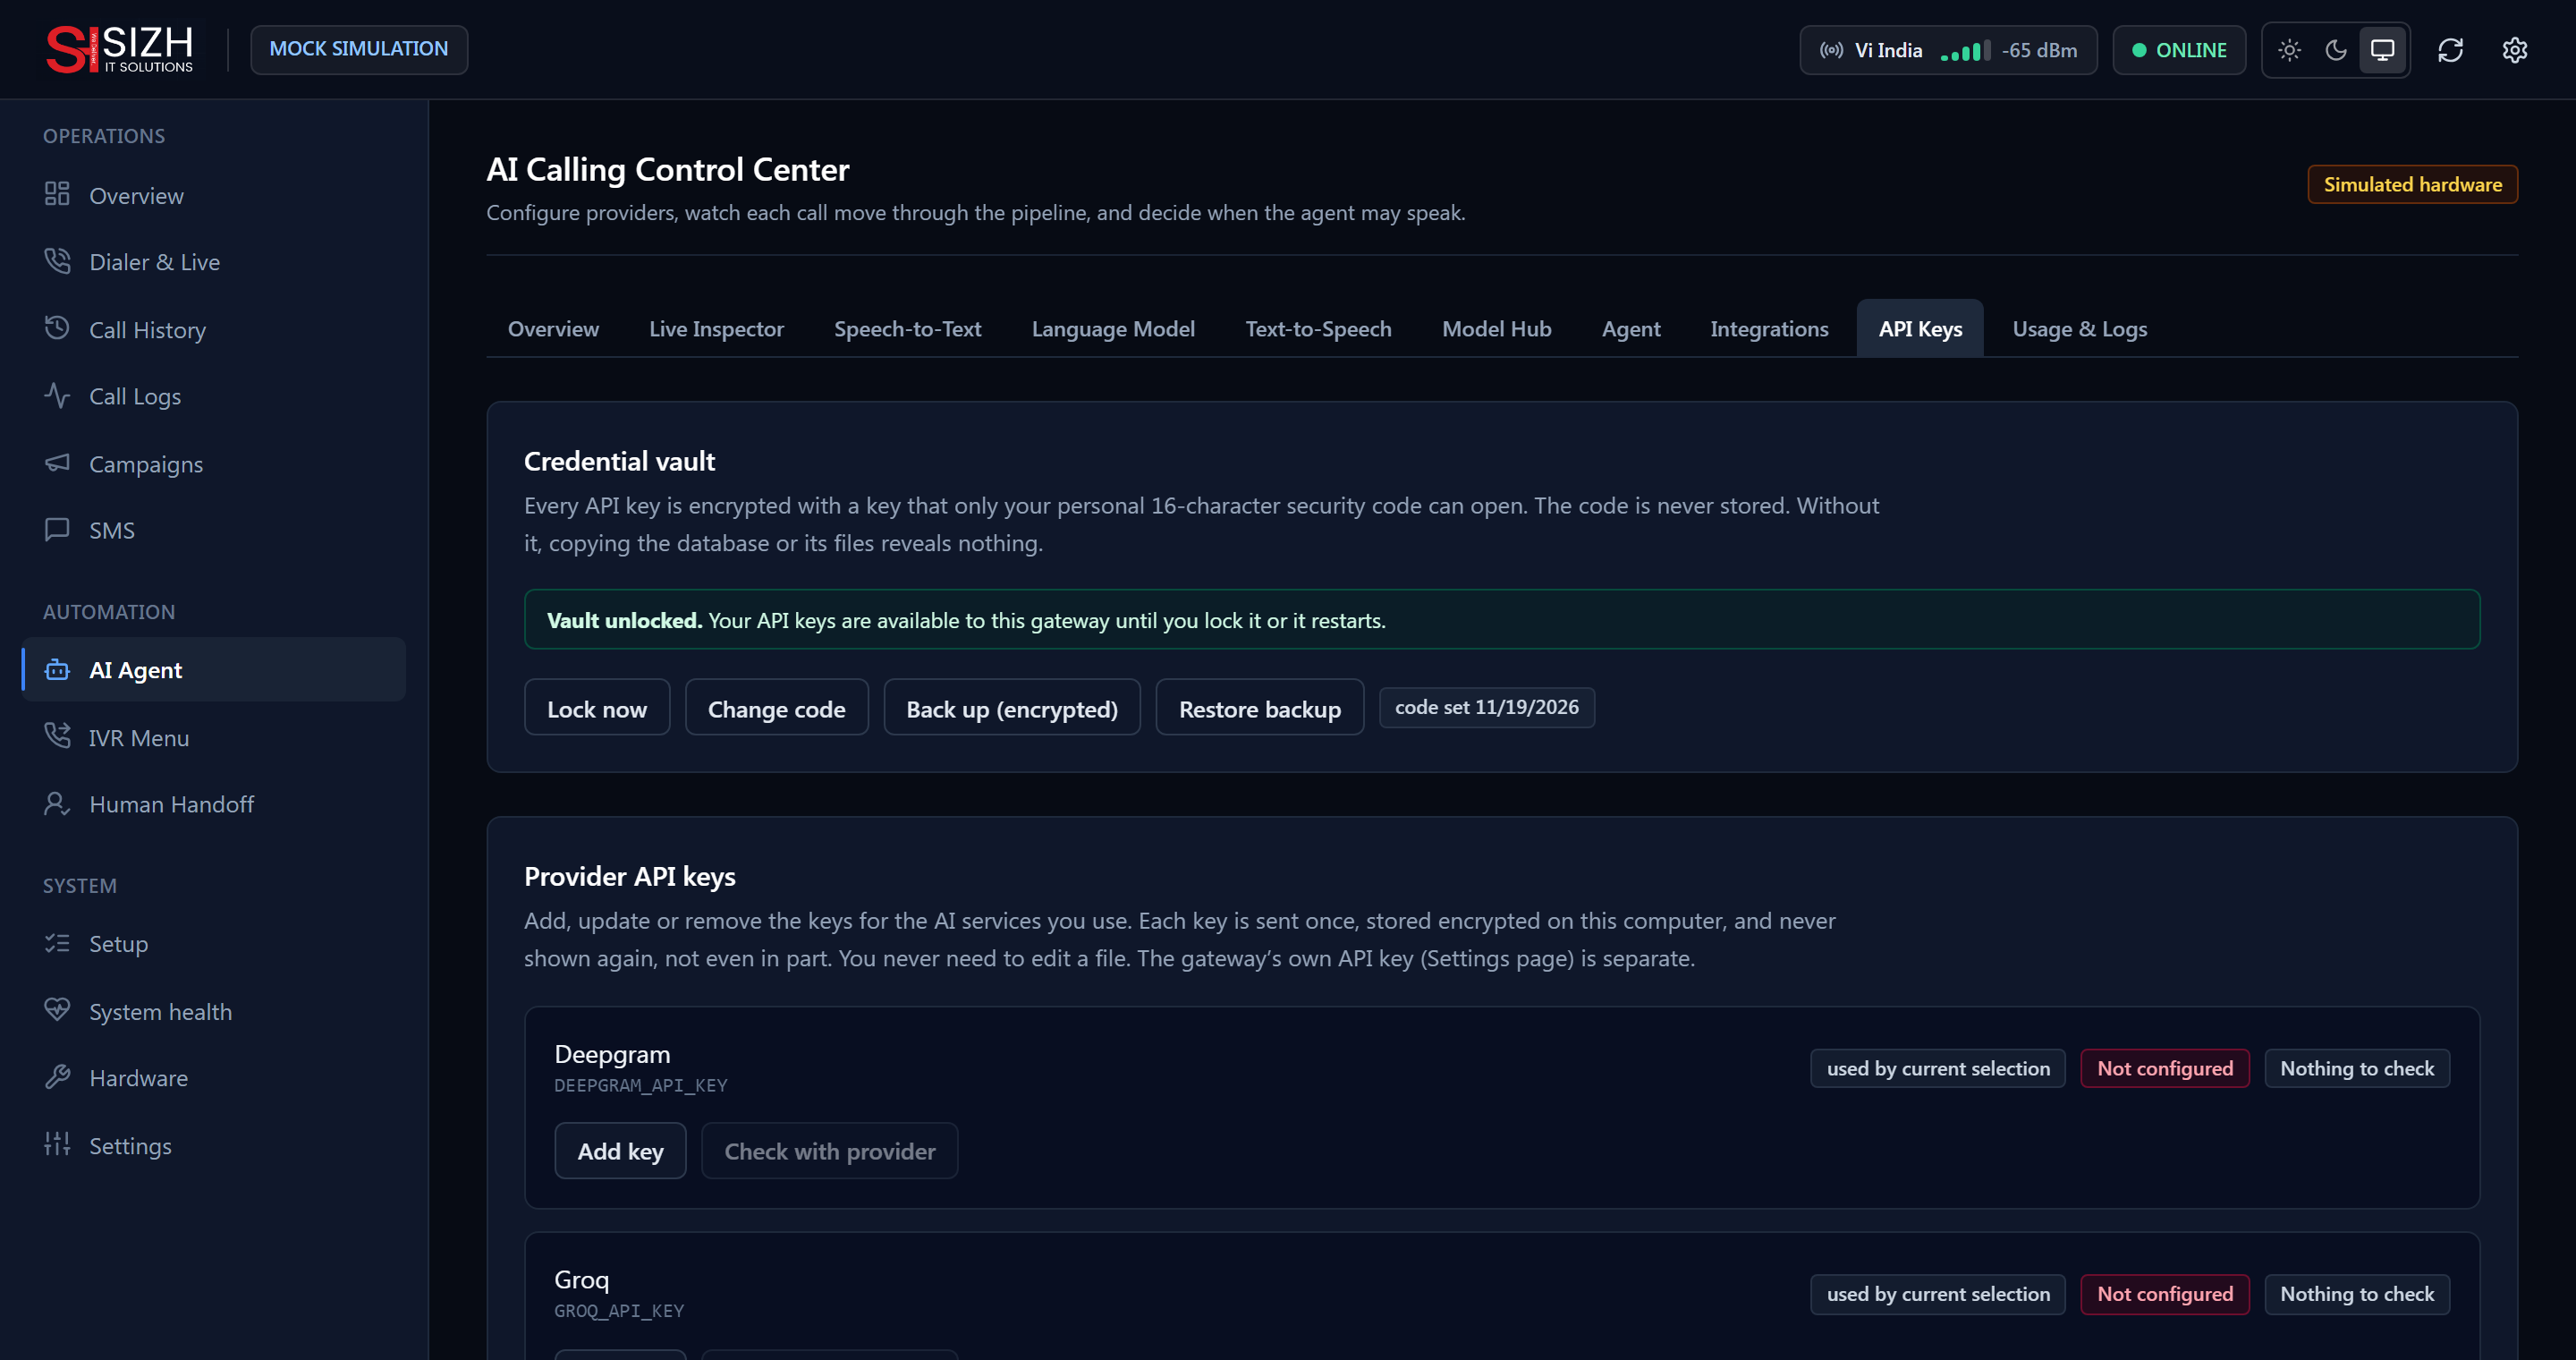 SIZH
IT SOLUTIONS
MOCK SIMULATION
Vi India
-65 dBm
ONLINE
OPERATIONS
Overview
Dialer & Live
Call History
Call Logs
Campaigns
SMS
AUTOMATION
AI Agent
IVR Menu
Human Handoff
SYSTEM
Setup
System health
Hardware
Settings
AI Calling Control Center
Configure providers, watch each call move through the pipeline, and decide when the agent may speak.
Simulated hardware
Overview
Live Inspector
Speech-to-Text
Language Model
Text-to-Speech
Model Hub
Agent
Integrations
API Keys
Usage & Logs
Credential vault
Every API key is encrypted with a key that only your personal 16-character security code can open. The code is never stored. Without
it, copying the database or its files reveals nothing.
Vault unlocked. Your API keys are available to this gateway until you lock it or it restarts.
Lock now
Change code
Back up (encrypted)
Restore backup
code set 11/19/2026
Provider API keys
Add, update or remove the keys for the AI services you use. Each key is sent once, stored encrypted on this computer, and never
shown again, not even in part. You never need to edit a file. The gateway’s own API key (Settings page) is separate.
Deepgram
DEEPGRAM_API_KEY
used by current selection
Not configured
Nothing to check
Add key
Check with provider
Groq
GROQ_API_KEY
used by current selection
Not configured
Nothing to check